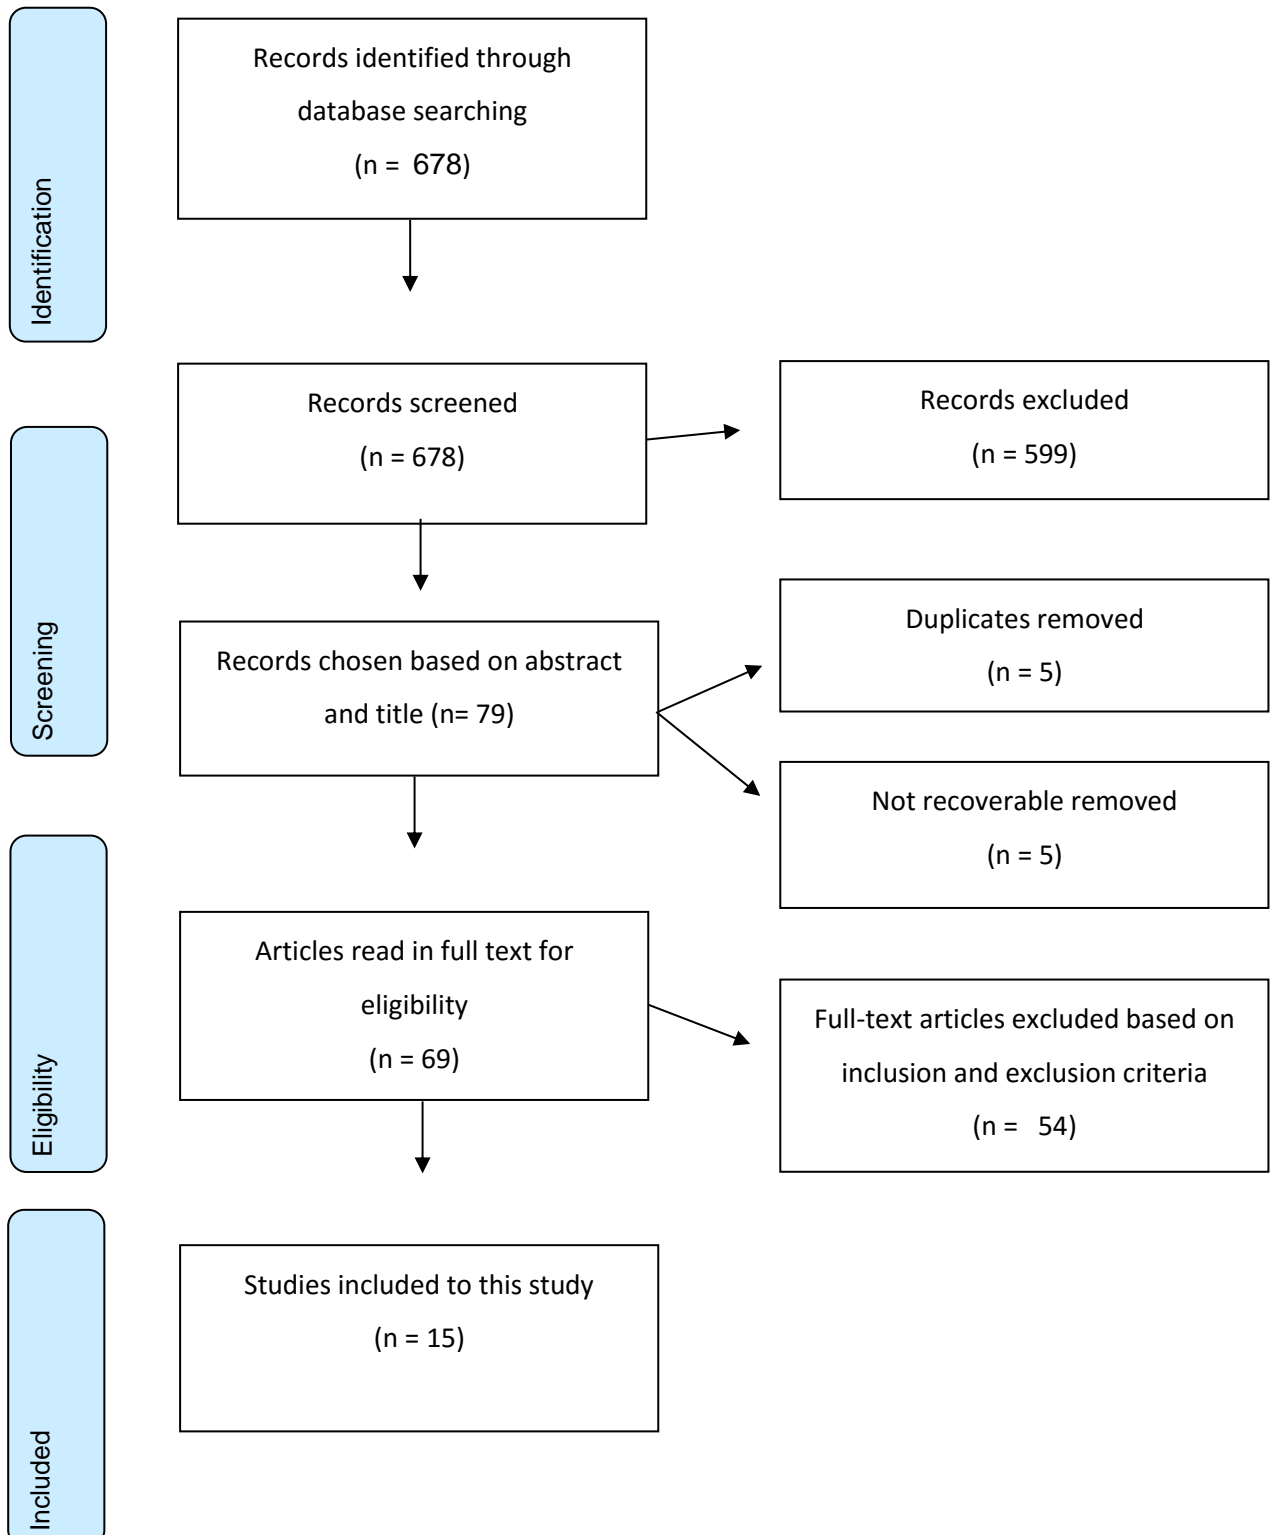 Identification
Records identified through
database searching
(n = 678)
Records screened
(n = 678)
Records excluded
(n = 599)
Screening
Records chosen based on abstract
and title (n= 79)
Duplicates removed
(n = 5)
Not recoverable removed
(n = 5)
Eligibility
Articles read in full text for
eligibility
(n = 69)
Full-text articles excluded based on
inclusion and exclusion criteria
(n = 54)
Included
Studies included to this study
(n = 15)